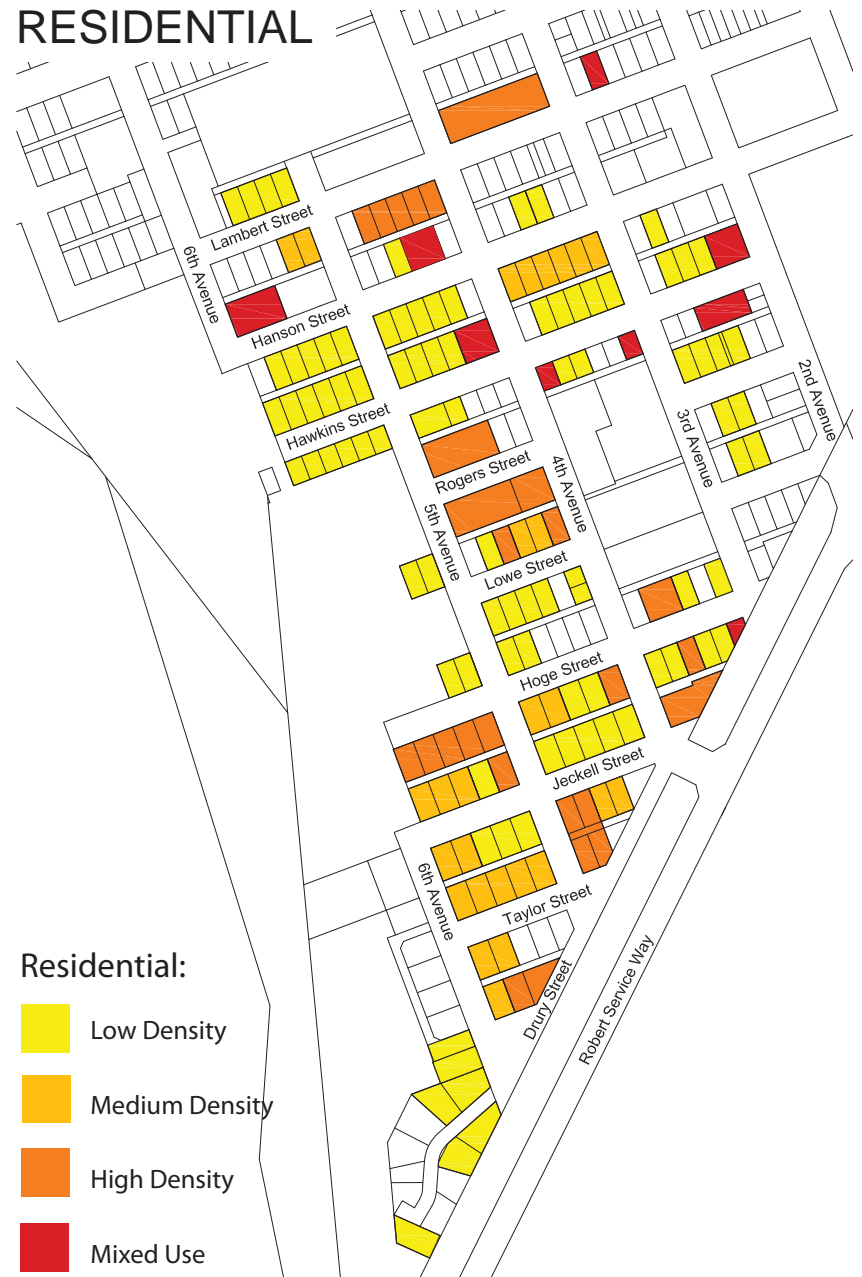 RESIDENTIAL
Lambert Street
6th Avenue
Hanson Street
Hawkins Street
2nd Avenue
3rd Avenue
Rogers Street
4th Avenue
5th Avenue
Lowe Street
Hoge Street
Jeckell Street
6th Avenue
Taylor Street
Drury Street
Robert Service Way
Residential:
Low Density
Medium Density
High Density
Mixed Use